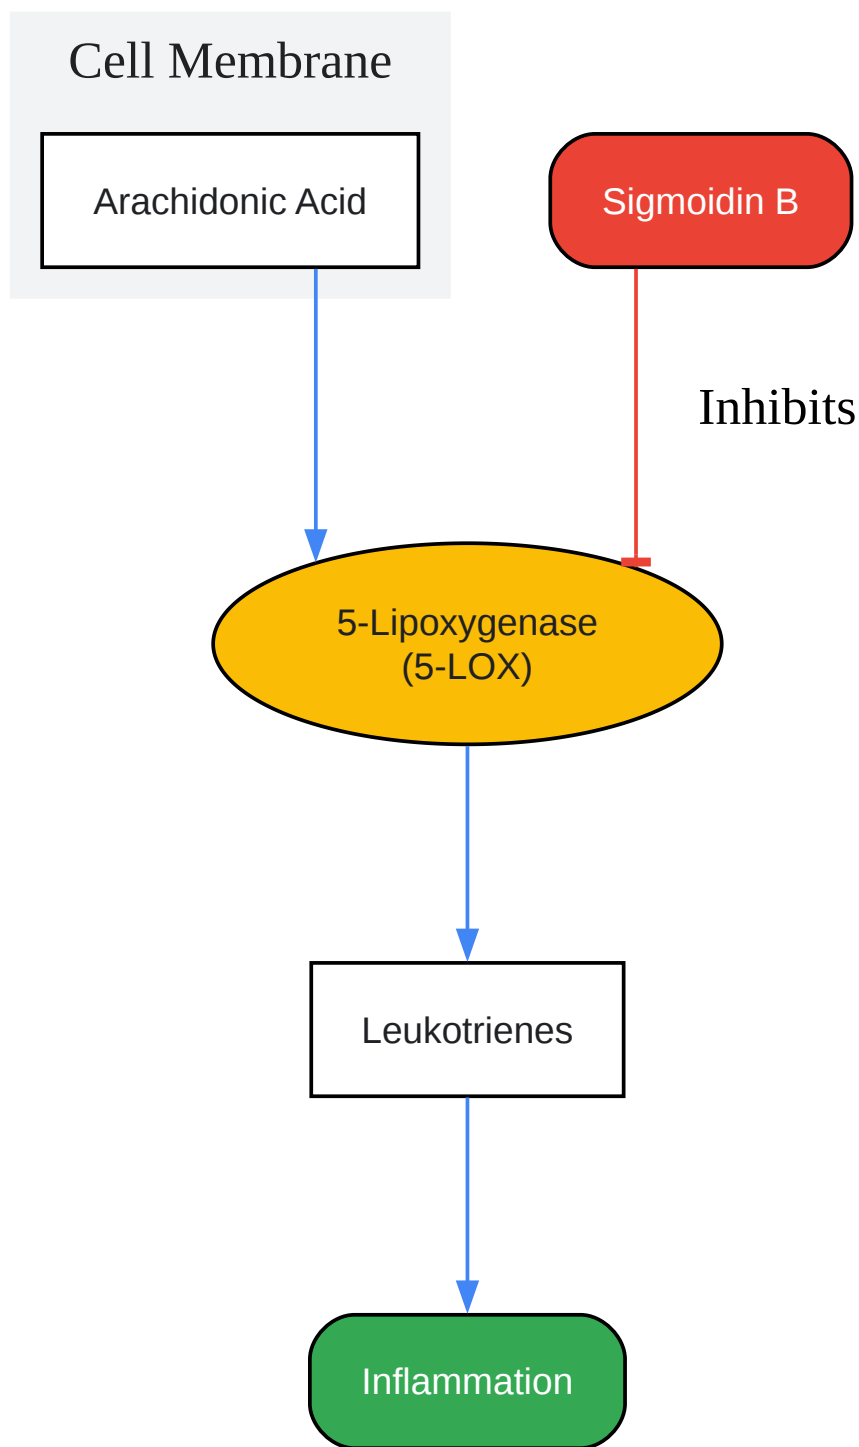 Cell Membrane
Arachidonic Acid
Sigmoidin B
Inhibits
5-Lipoxygenase
(5-LOX)
Leukotrienes
Inflammation